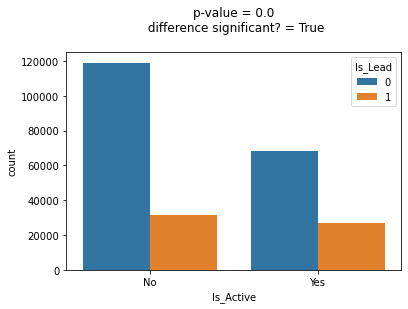 p-value = 0.0
difference significant? = True
Is_Lead
0
1
120000
100000
80000
60000
40000
20000
0
count
No
Yes
Is_Active